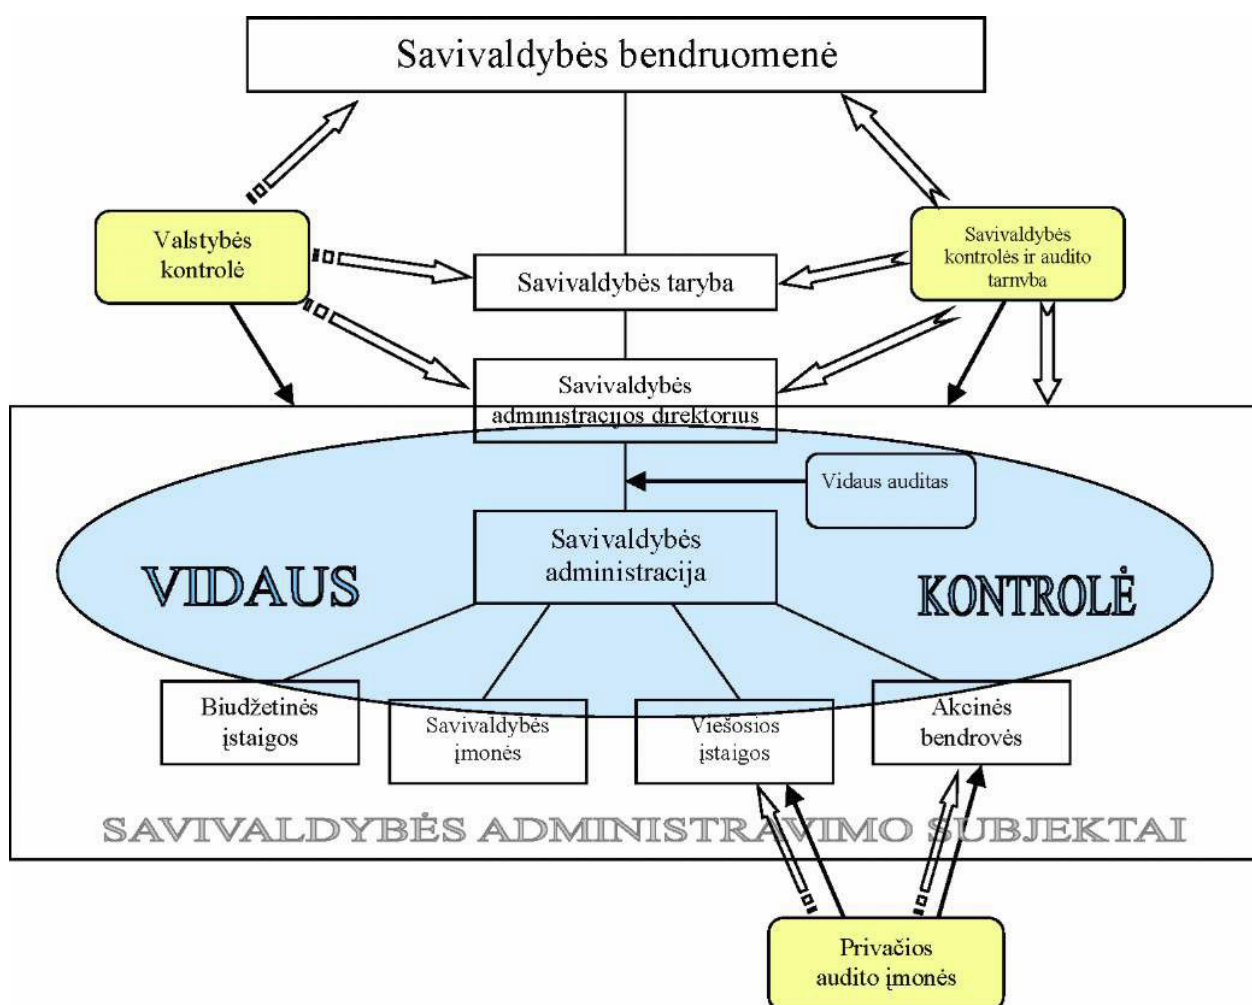 Savivaldybės bendruomenė
Valstybės
kontrolė
Savivaldybės
kontrolės ir audito
tarnyba
Savivaldybės taryba
Savivaldybės
administracijos direktorius
Vidaus auditas
Savivaldybės
administracija
VIDAUS
KONTROLĖ
Biudžetinės
įstaigos
Savivaldybės
įmonės
Viešosios
įstaigos
Akcinės
bendrovės
SAVIVALDYBĖS ADMINISTRAVIMO SUBJEKTAI
Privačios
audito įmonės